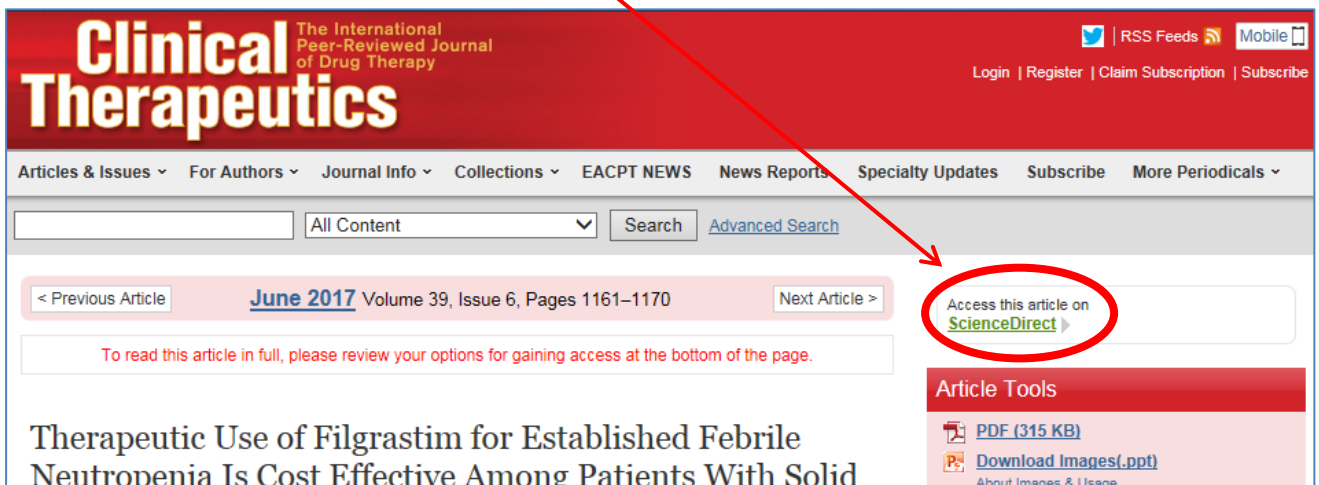 Clinical
Therapeutics
The International
Peer-Reviewed Journal
of Drug Therapy
| RSS Feeds
Mobile
Login | Register | Claim Subscription | Subscribe
Articles & Issues For Authors Journal Info Collections EACPT NEWS News Reports Specialty Updates Subscribe More Periodicals
All Content Search Advanced Search
< Previous Article June 2017 Volume 39, Issue 6, Pages 1161–1170 Next Article >
To read this article in full, please review your options for gaining access at the bottom of the page.
Therapeutic Use of Filgrastim for Established Febrile
Neutropenia Is Cost Effective Among Patients With Solid
Access this article on
ScienceDirect
Article Tools
PDF (315 KB)
Download Images(.ppt)
About Images & Usage